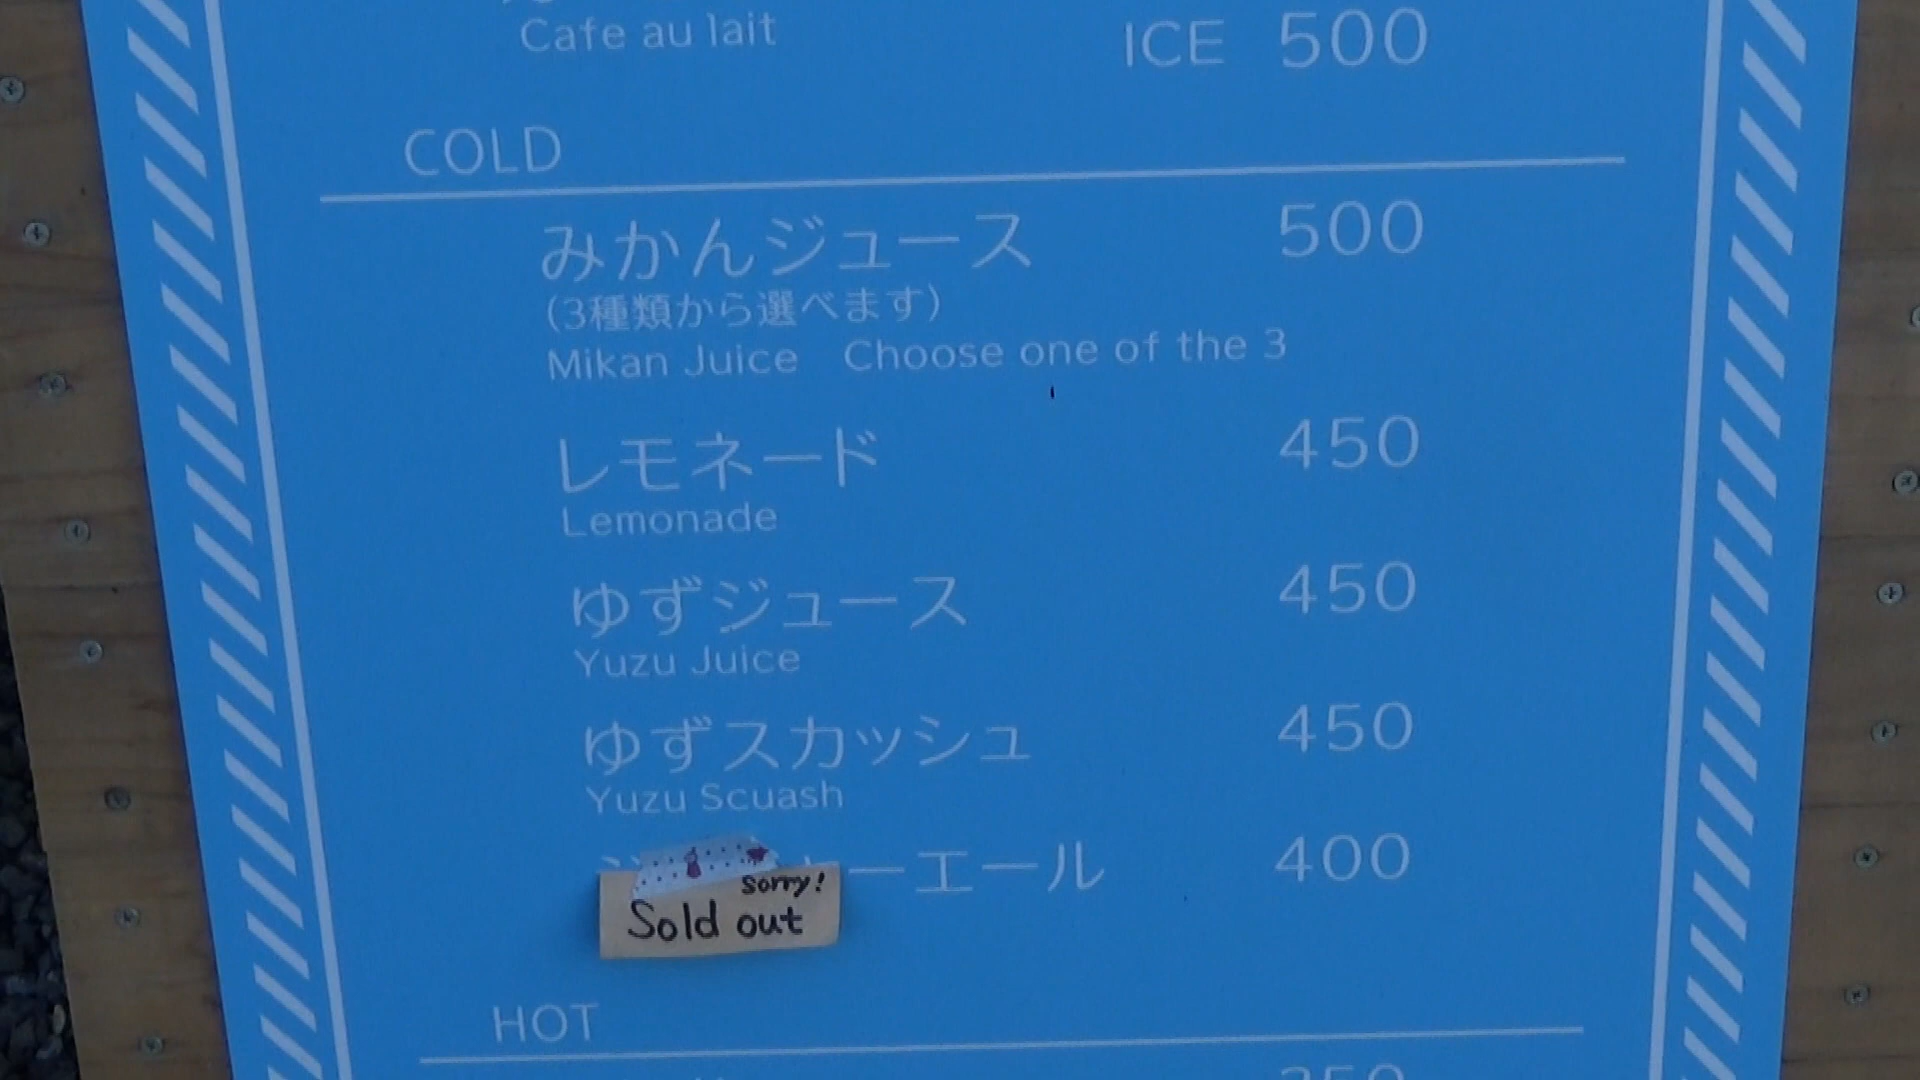 Cafe au lait
ICE 500
COLD
みかんジュース 500
(3種類から選べます)
Mikan Juice Choose one of the 3
レモネード 450
Lemonade
ゆずジュース 450
Yuzu Juice
ゆずスカッシュ 450
Yuzu Scuash
ーエール 400
sorry!
Sold out
HOT